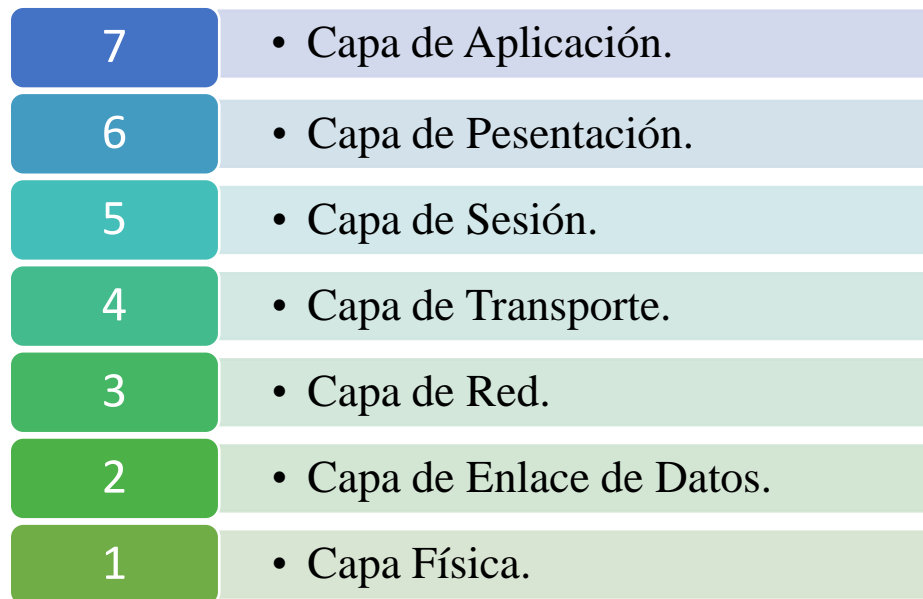 7 • Capa de Aplicación.
6 • Capa de Pesentación.
5 • Capa de Sesión.
4 • Capa de Transporte.
3 • Capa de Red.
2 • Capa de Enlace de Datos.
1 • Capa Física.